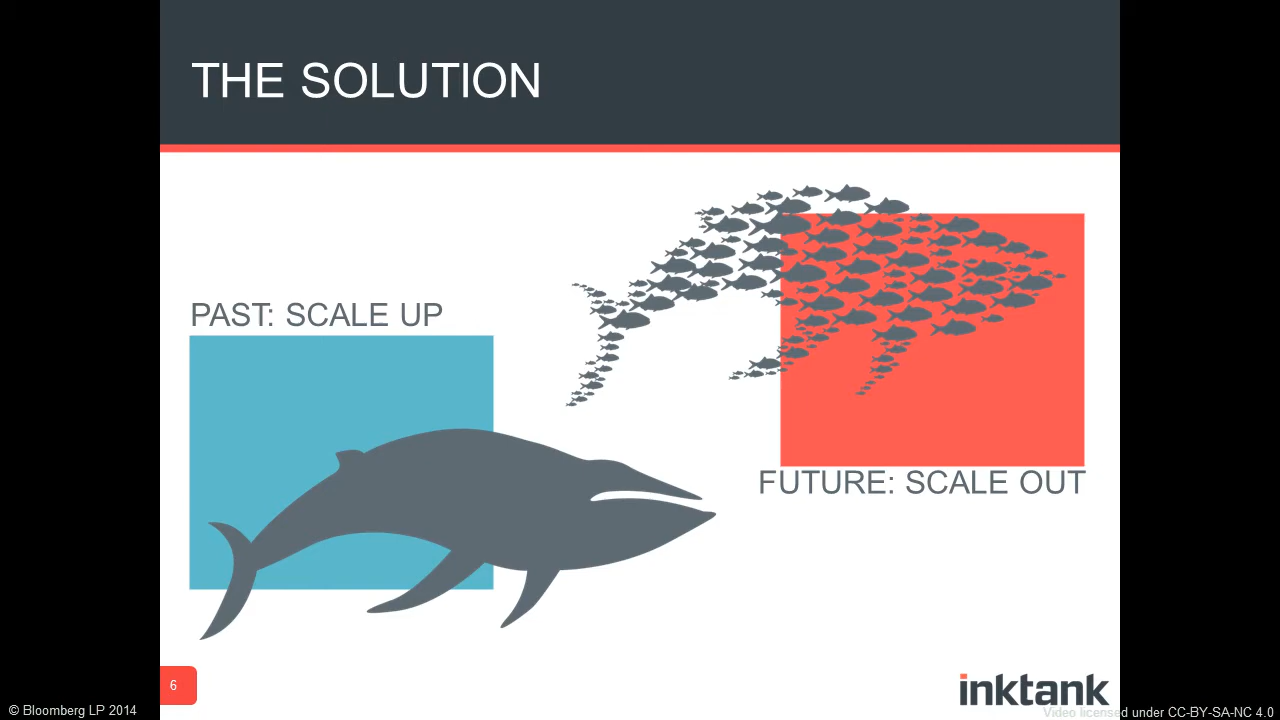 THE SOLUTION
PAST: SCALE UP
FUTURE: SCALE OUT
6
inktank
© Bloomberg LP 2014
Video licensed under CC-BY-SA-NC 4.0